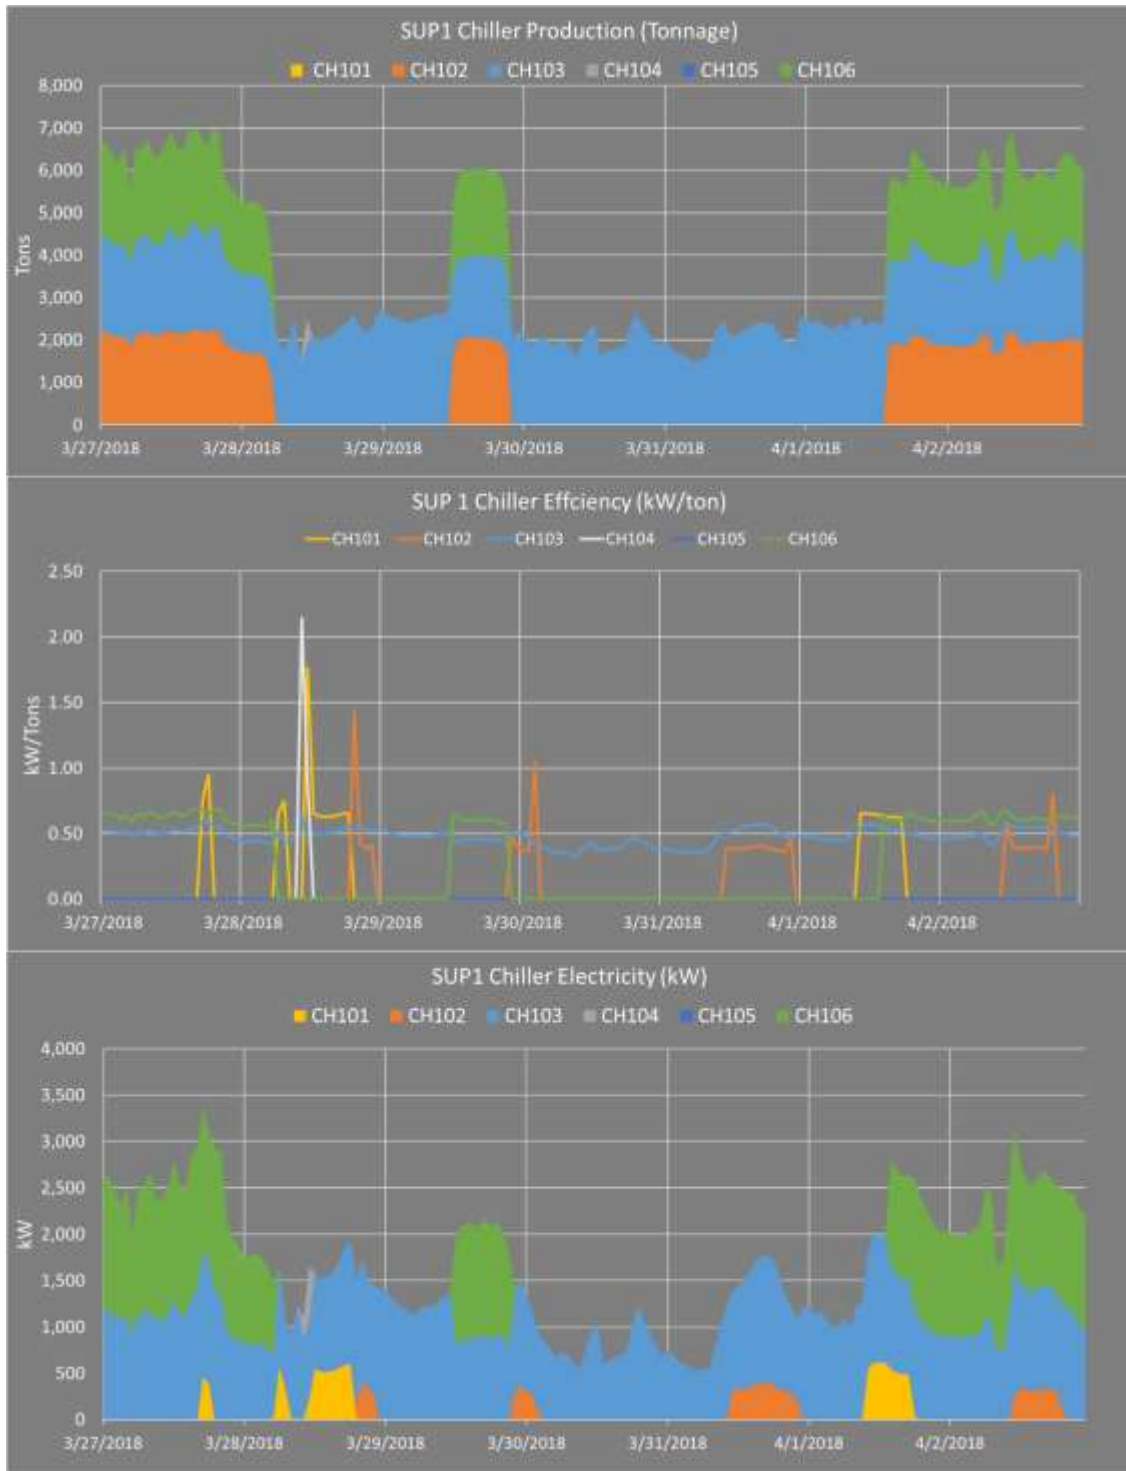 SUP1 Chiller Production (Tonnage)
CH101 CH102 CH103 CH104 CH105 CH106
8,000
7,000
6,000
5,000
4,000
3,000
2,000
1,000
0
Tons
3/27/2018 3/28/2018 3/29/2018 3/30/2018 3/31/2018 4/1/2018 4/2/2018
SUP 1 Chiller Effciency (kW/ton)
CH101 CH102 CH103 CH104 CH105 CH106
2.50
2.00
1.50
1.00
0.50
0.00
kW/Tons
3/27/2018 3/28/2018 3/29/2018 3/30/2018 3/31/2018 4/1/2018 4/2/2018
SUP1 Chiller Electricity (kW)
CH101 CH102 CH103 CH104 CH105 CH106
4,000
3,500
3,000
2,500
2,000
1,500
1,000
500
0
kW
3/27/2018 3/28/2018 3/29/2018 3/30/2018 3/31/2018 4/1/2018 4/2/2018